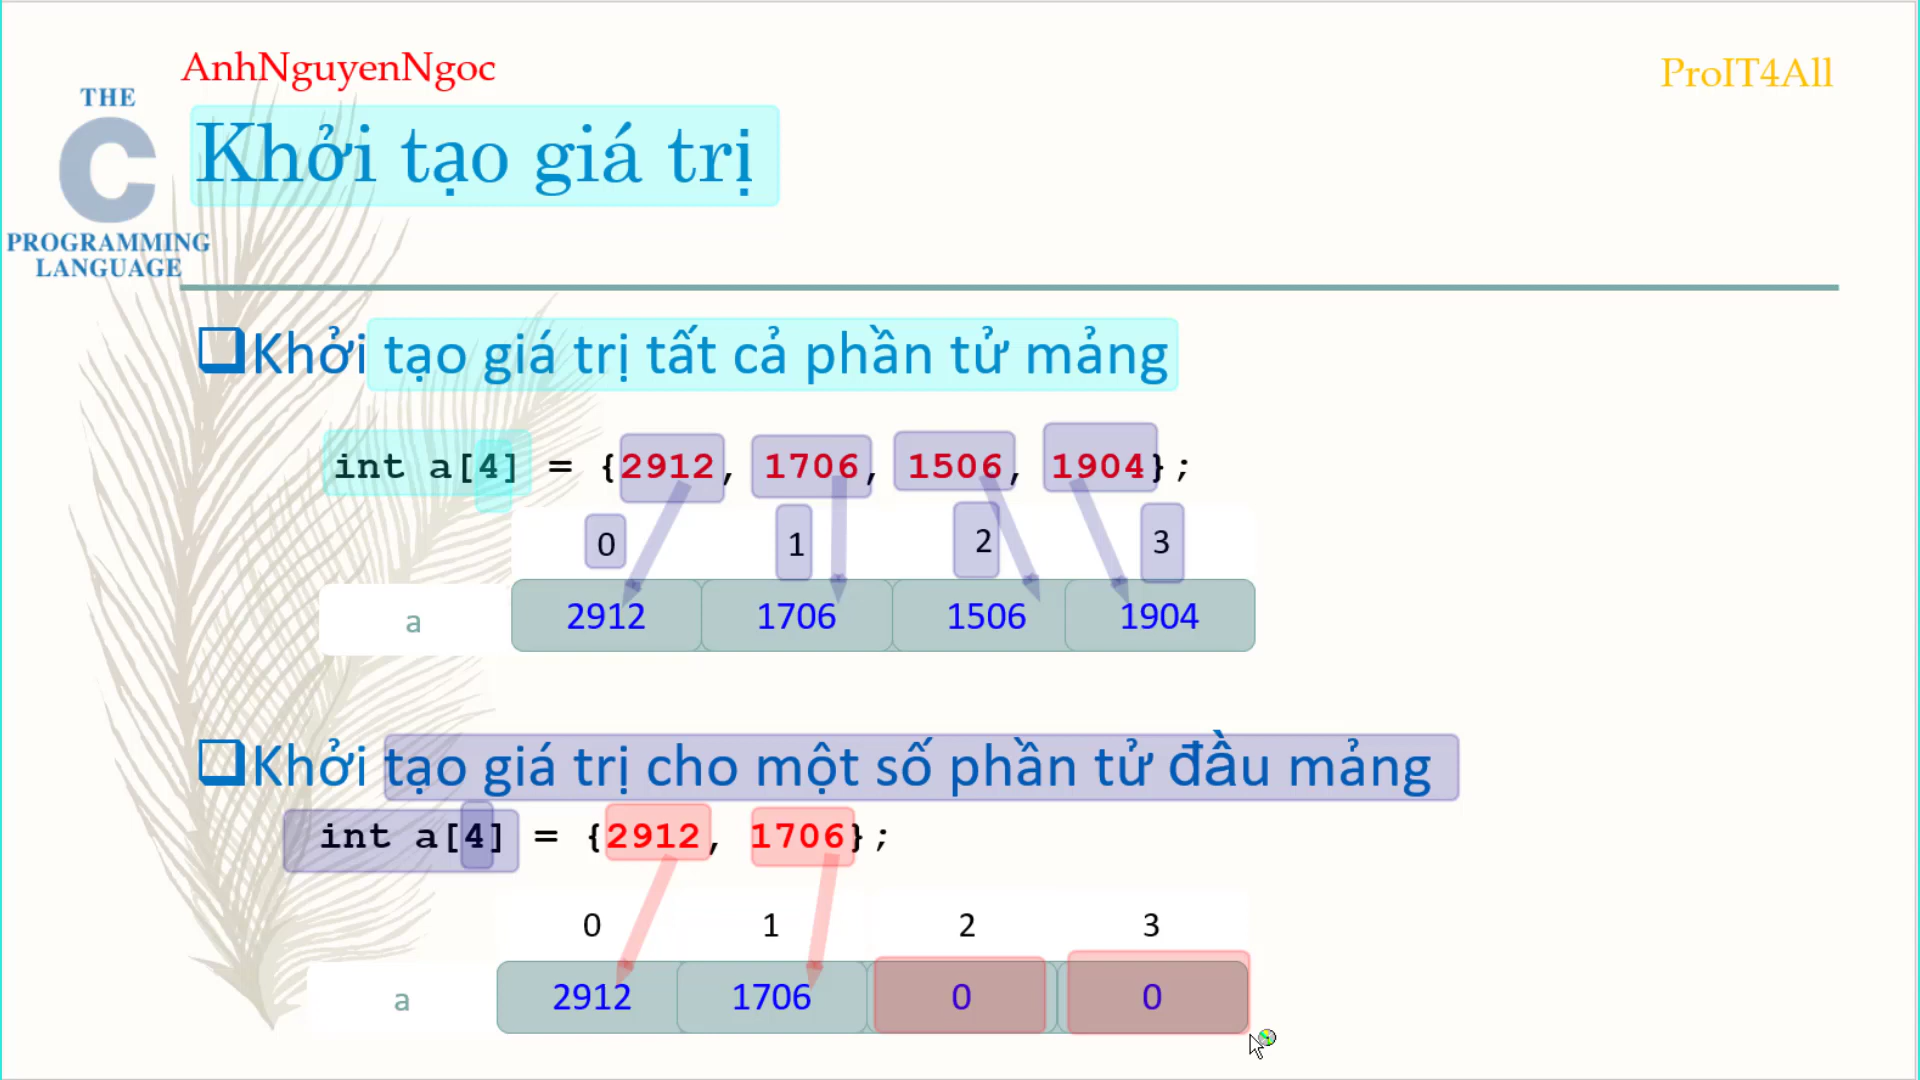 AnhNguyenNgoc
ProIT4All
THE
C
PROGRAMMING
LANGUAGE
Khởi tạo giá trị
Khởi tạo giá trị tất cả phần tử mảng
int a[4] = {2912, 1706, 1506, 1904};
0 1 2 3
a 2912 1706 1506 1904
Khởi tạo giá trị cho một số phần tử đầu mảng
int a[4] = {2912, 1706};
0 1 2 3
a 2912 1706 0 0